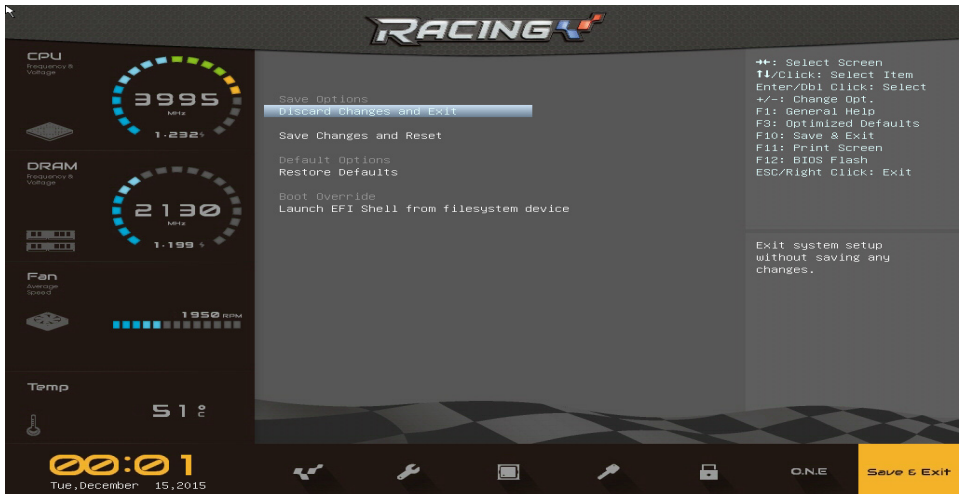 RACING
CPU
Frequency &
Voltage
3995
MHz
1.232
DRAM
Frequency &
Voltage
2130
MHz
1.199
Fan
Average
Speed
1950 RPM
Temp
51 °C
Save Options
Discard Changes and Exit
Save Changes and Reset
Default Options
Restore Defaults
Boot Override
Launch EFI Shell from filesystem device
→←: Select Screen
↑↓/Click: Select Item
Enter/Dbl Click: Select
+/-: Change Opt.
F1: General Help
F3: Optimized Defaults
F10: Save & Exit
F11: Print Screen
F12: BIOS Flash
ESC/Right Click: Exit
Exit system setup
without saving any
changes.
00:01
Tue,December 15,2015
O.N.E
Save & Exit